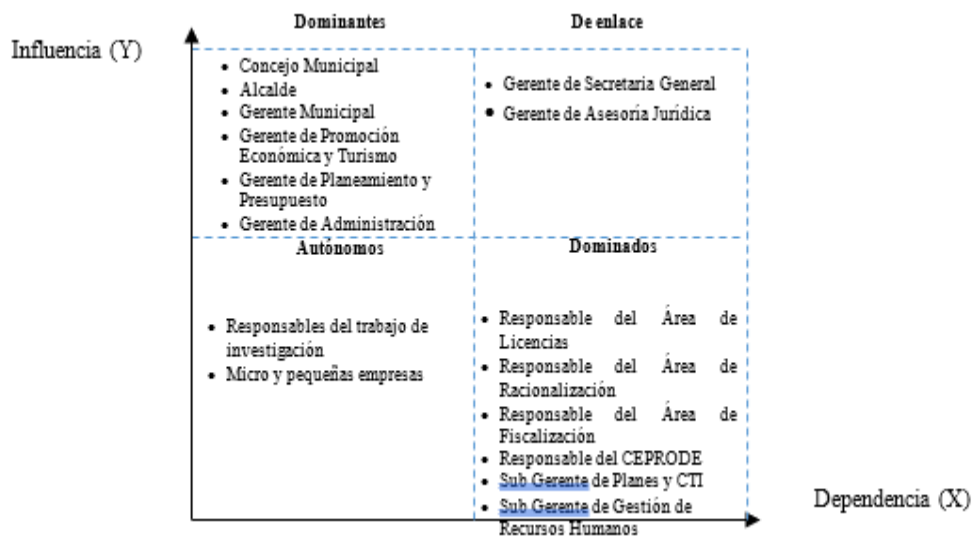 Influencia (Y)
Dominantes
• Concejo Municipal
• Alcalde
• Gerente Municipal
• Gerente de Promoción
Económica y Turismo
• Gerente de Planeamiento y
Presupuesto
• Gerente de Administración
De enlace
• Gerente de Secretaria General
• Gerente de Asesoría Jurídica
Autónomos
• Responsables del trabajo de
investigación
• Micro y pequeñas empresas
Dominados
• Responsable del Área de
Licencias
• Responsable del Área de
Racionalización
• Responsable del Área de
Fiscalización
• Responsable del CEPRODE
• Sub Gerente de Planes y CTI
• Sub Gerente de Gestión de
Recursos Humanos
Dependencia (X)